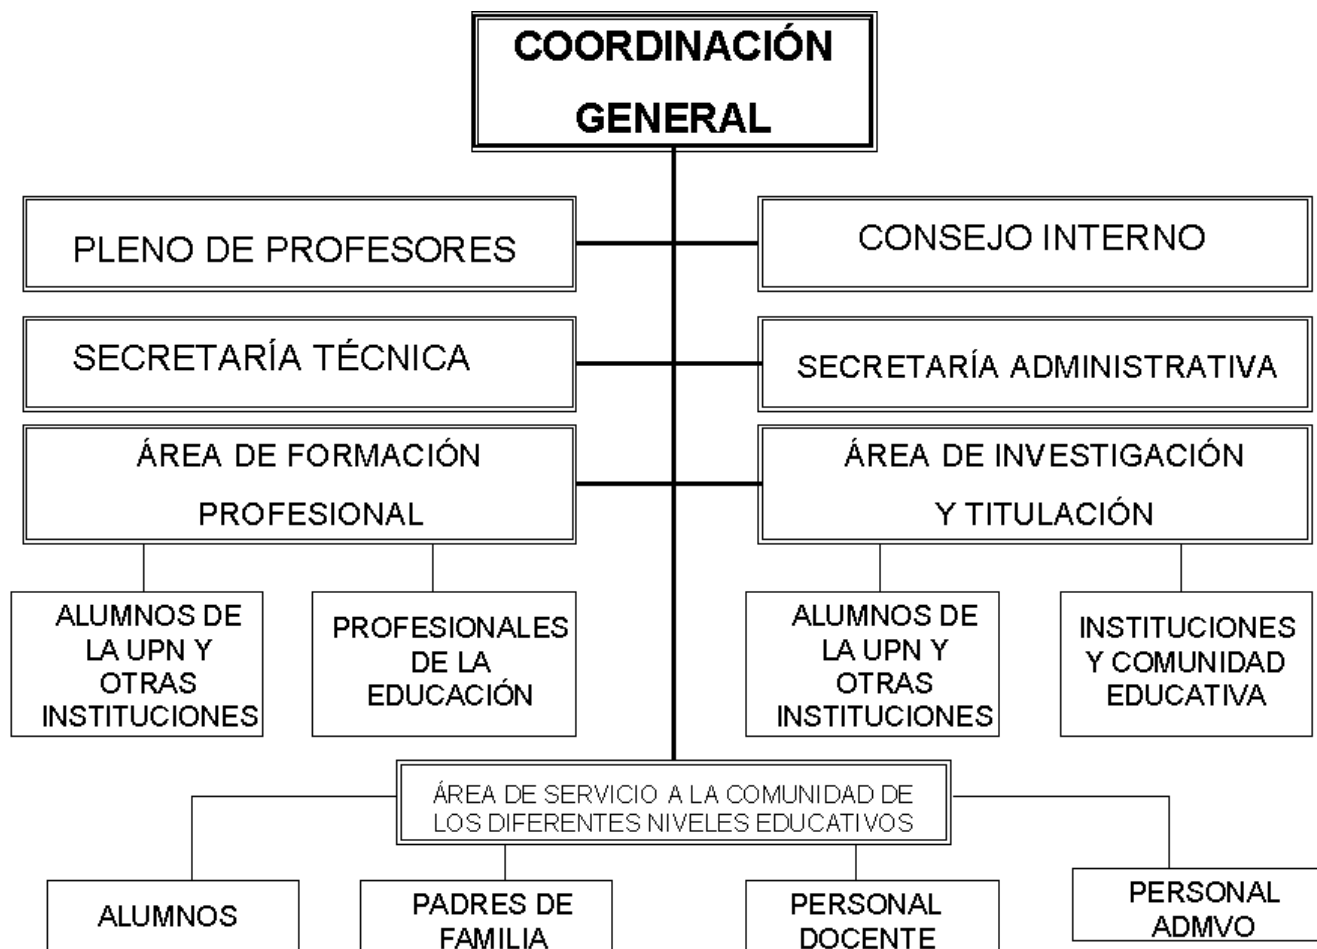 COORDINACIÓN
GENERAL
PLENO DE PROFESORES
CONSEJO INTERNO
SECRETARÍA TÉCNICA
SECRETARÍA ADMINISTRATIVA
ÁREA DE FORMACIÓN
PROFESIONAL
ÁREA DE INVESTIGACIÓN
Y TITULACIÓN
ALUMNOS DE
LA UPN Y
OTRAS
INSTITUCIONES
PROFESIONALES
DE LA
EDUCACIÓN
ALUMNOS DE
LA UPN Y
OTRAS
INSTITUCIONES
INSTITUCIONES
Y COMUNIDAD
EDUCATIVA
ÁREA DE SERVICIO A LA COMUNIDAD DE
LOS DIFERENTES NIVELES EDUCATIVOS
ALUMNOS
PADRES DE
FAMILIA
PERSONAL
DOCENTE
PERSONAL
ADMVO